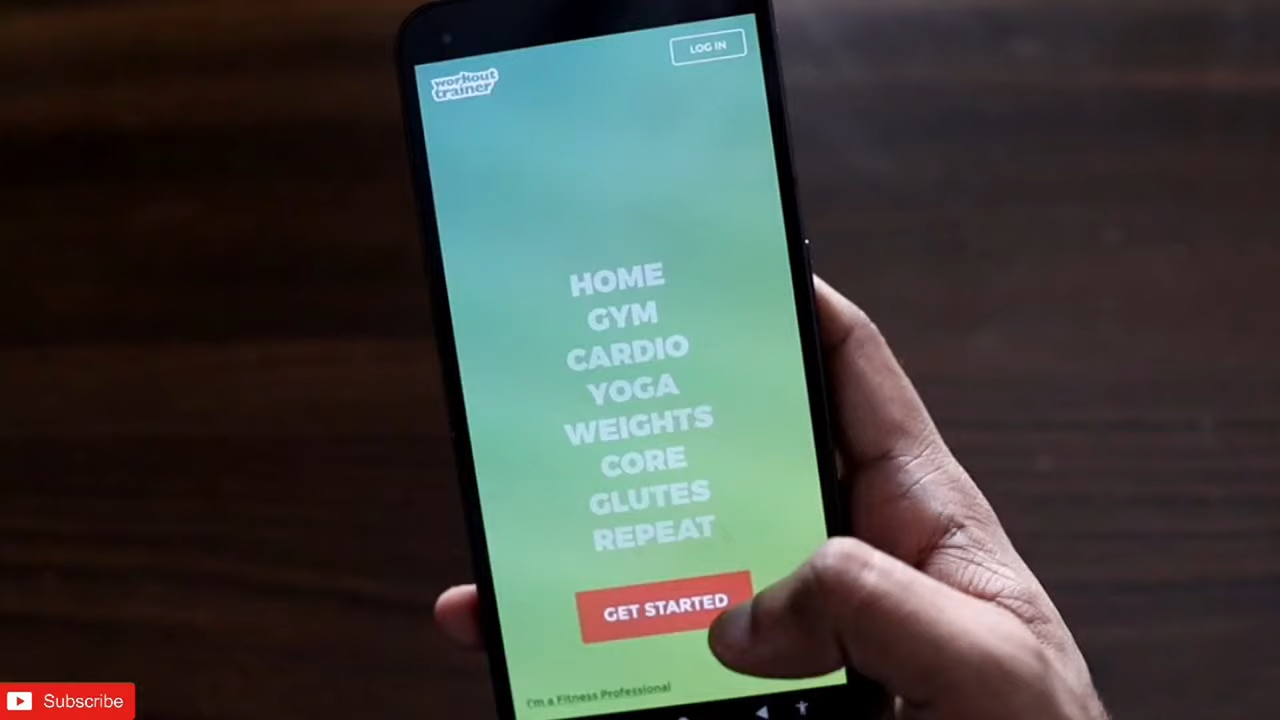 LOG IN
workout
trainer
HOME
GYM
CARDIO
YOGA
WEIGHTS
CORE
GLUTES
REPEAT
GET STARTED
I'm a Fitness Professional
Subscribe